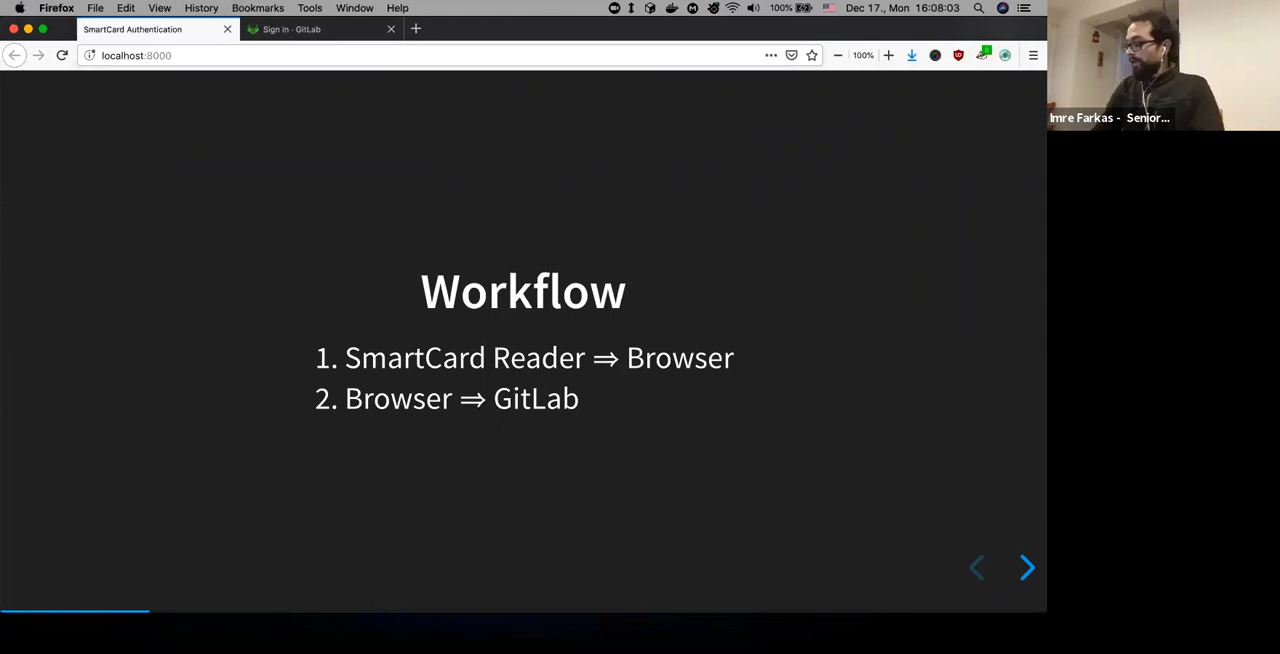 Firefox File Edit View History Bookmarks Tools Window Help 100% Dec 17., Mon 16:08:03
SmartCard Authentication Sign in · GitLab
localhost:8000 100%
Imre Farkas - Senior...
Workflow
1. SmartCard Reader ⇒ Browser
2. Browser ⇒ GitLab